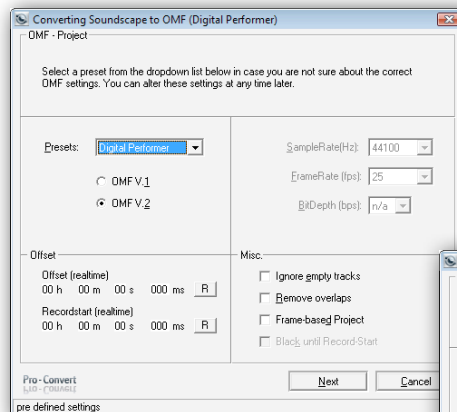 Converting Soundscape to OMF (Digital Performer)
OMF - Project
Select a preset from the dropdown list below in case you are not sure about the correct
OMF settings. You can alter these settings at any time later.
Presets: Digital Performer
SampleRate(Hz): 44100
OMF V.1
FrameRate (fps): 25
OMF V.2
BitDepth (bps): n/a
Offset
Offset (realtime)
00 h 00 m 00 s 000 ms R
Recordstart (realtime)
00 h 00 m 00 s 000 ms R
Misc.
Ignore empty tracks
Remove overlaps
Frame-based Project
Black until Record-Start
Pro-Convert
Next
Cancel
pre defined settings